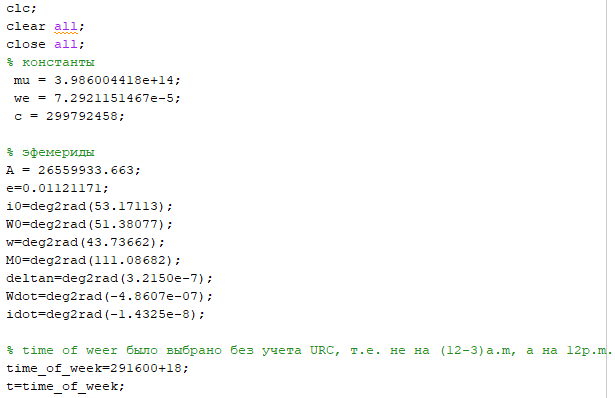 clc;
clear all;
close all;
% константы
mu = 3.986004418e+14;
we = 7.2921151467e-5;
c = 299792458;
% эфемериды
A = 26559933.663;
e=0.01121171;
i0=deg2rad(53.17113);
W0=deg2rad(51.38077);
w=deg2rad(43.73662);
M0=deg2rad(111.08682);
deltan=deg2rad(3.2150e-7);
Wdot=deg2rad(-4.8607e-07);
idot=deg2rad(-1.4325e-8);
% time of weer было выбрано без учета URC, т.е. не на (12-3)a.m, а на 12p.m.
time_of_week=291600+18;
t=time_of_week;